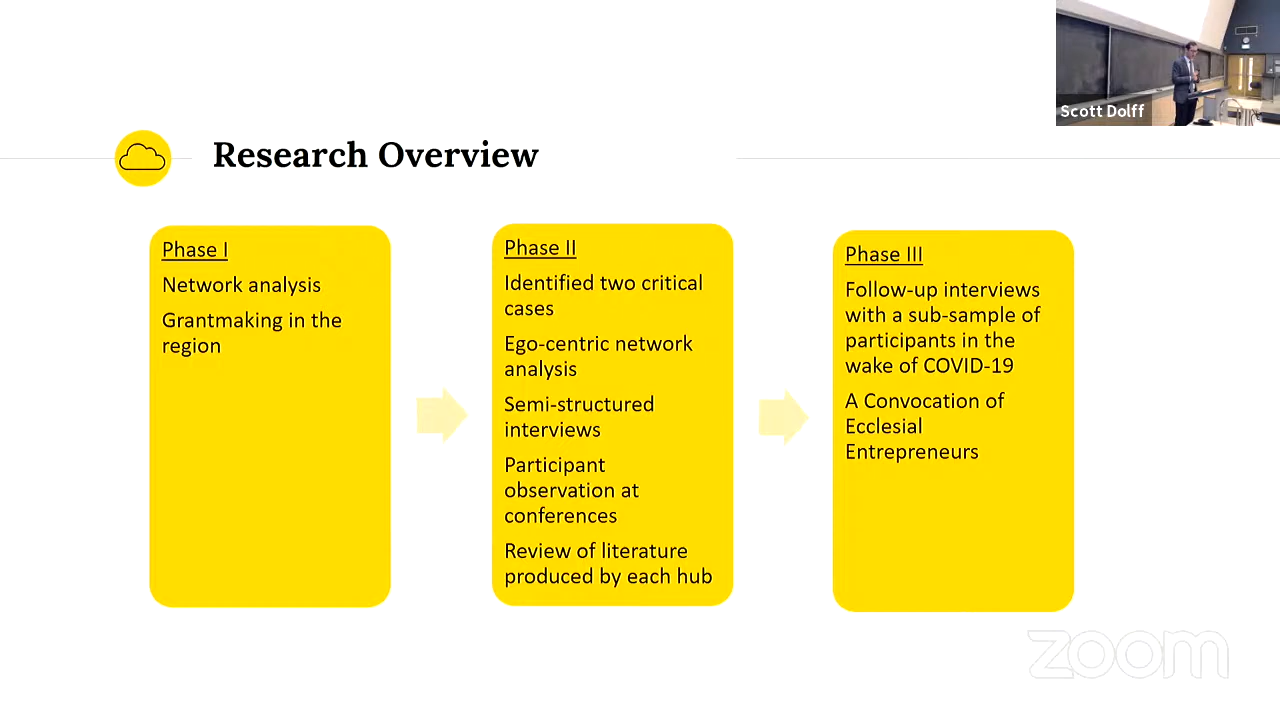 Scott Dolff
Research Overview
Phase I
Network analysis
Grantmaking in the
region
Phase II
Identified two critical
cases
Ego-centric network
analysis
Semi-structured
interviews
Participant
observation at
conferences
Review of literature
produced by each hub
Phase III
Follow-up interviews
with a sub-sample of
participants in the
wake of COVID-19
A Convocation of
Ecclesial
Entrepreneurs
zoom